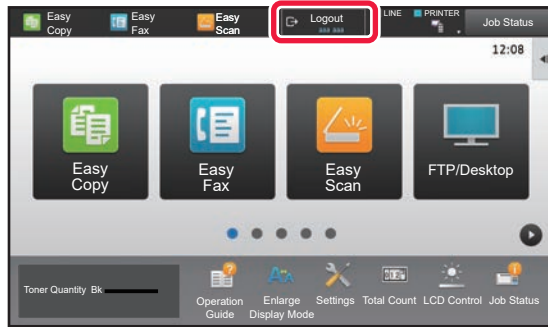 Easy
Copy
Easy
Fax
Easy
Scan
Logout
LINE
PRINTER
Job Status
12:08
Easy
Copy
Easy
Fax
Easy
Scan
FTP/Desktop
Toner Quantity Bk
Operation
Guide
Enlarge
Display Mode
Settings
Total Count
LCD Control
Job Status